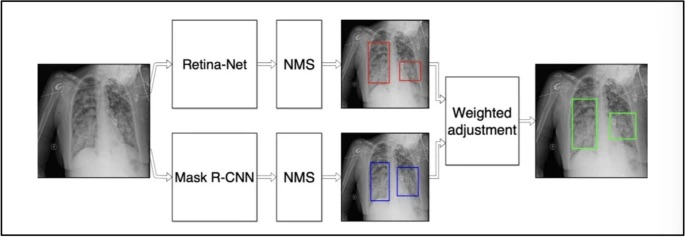 Retina-Net
NMS
Mask R-CNN
NMS
Weighted
adjustment